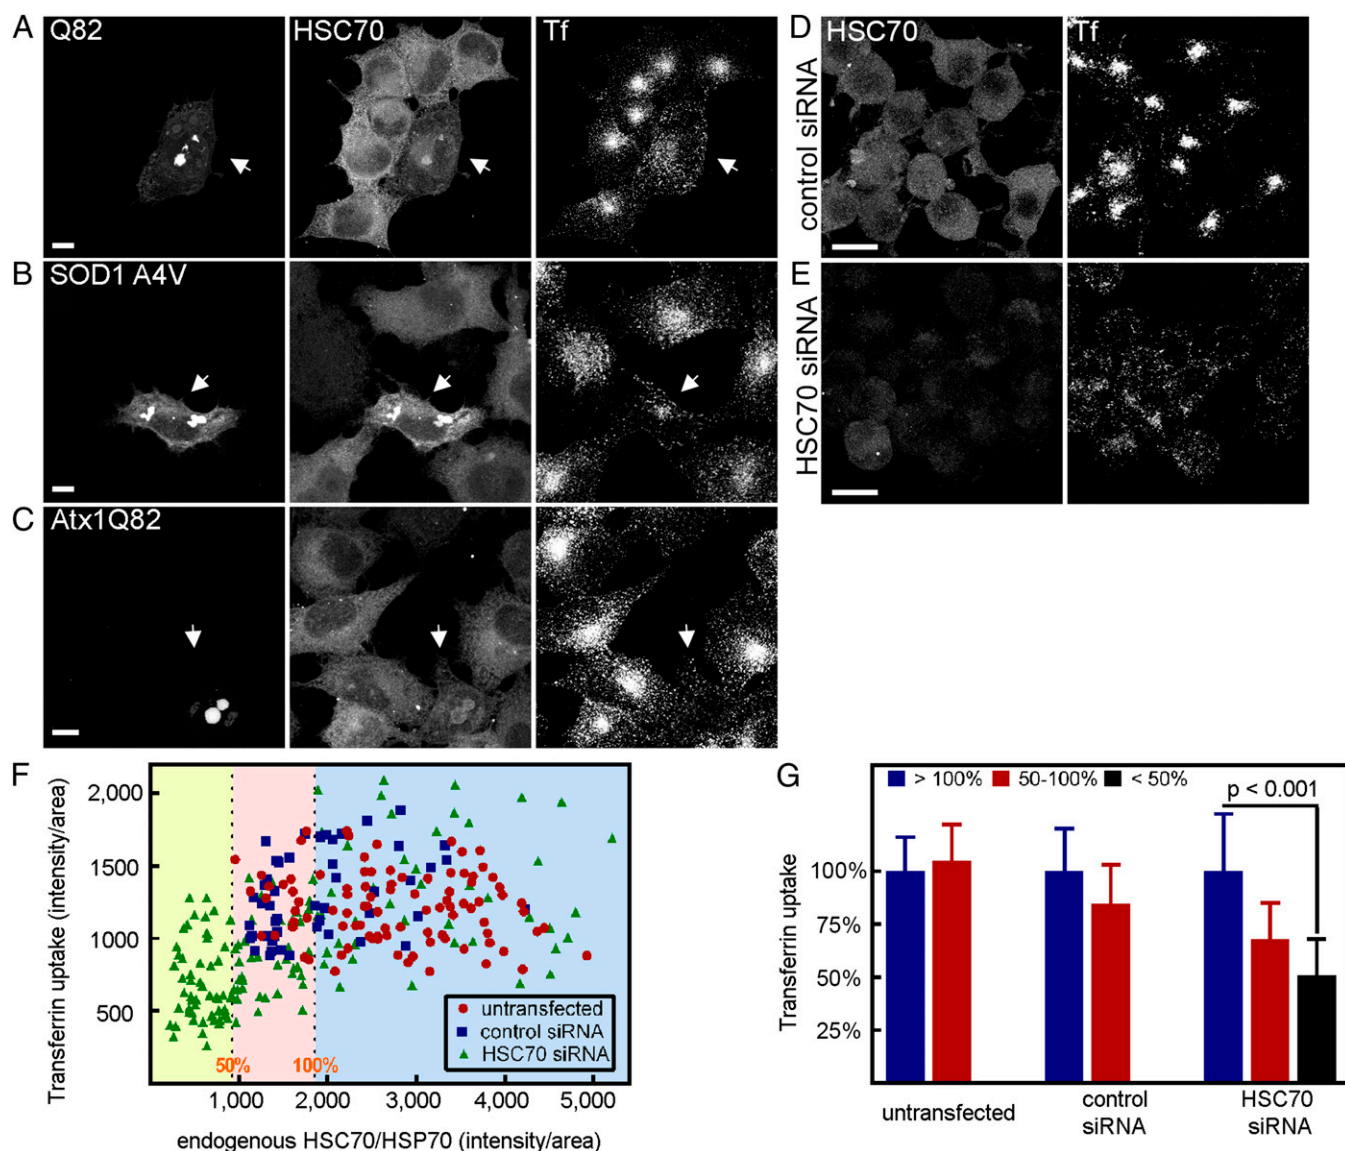 A Q82 HSC70 Tf
D HSC70 Tf
control siRNA
B SOD1 A4V
E
HSC70 siRNA
C Atx1Q82
F
Transferrin uptake (intensity/area)
2,000
1500
1000
500
50% 100%
1,000 2,000 3,000 4,000 5,000
endogenous HSC70/HSP70 (intensity/area)
untransfected
control siRNA
HSC70 siRNA
G
> 100% 50-100% < 50%
p < 0.001
Transferrin uptake
100%
75%
50%
25%
untransfected
control
siRNA
HSC70
siRNA